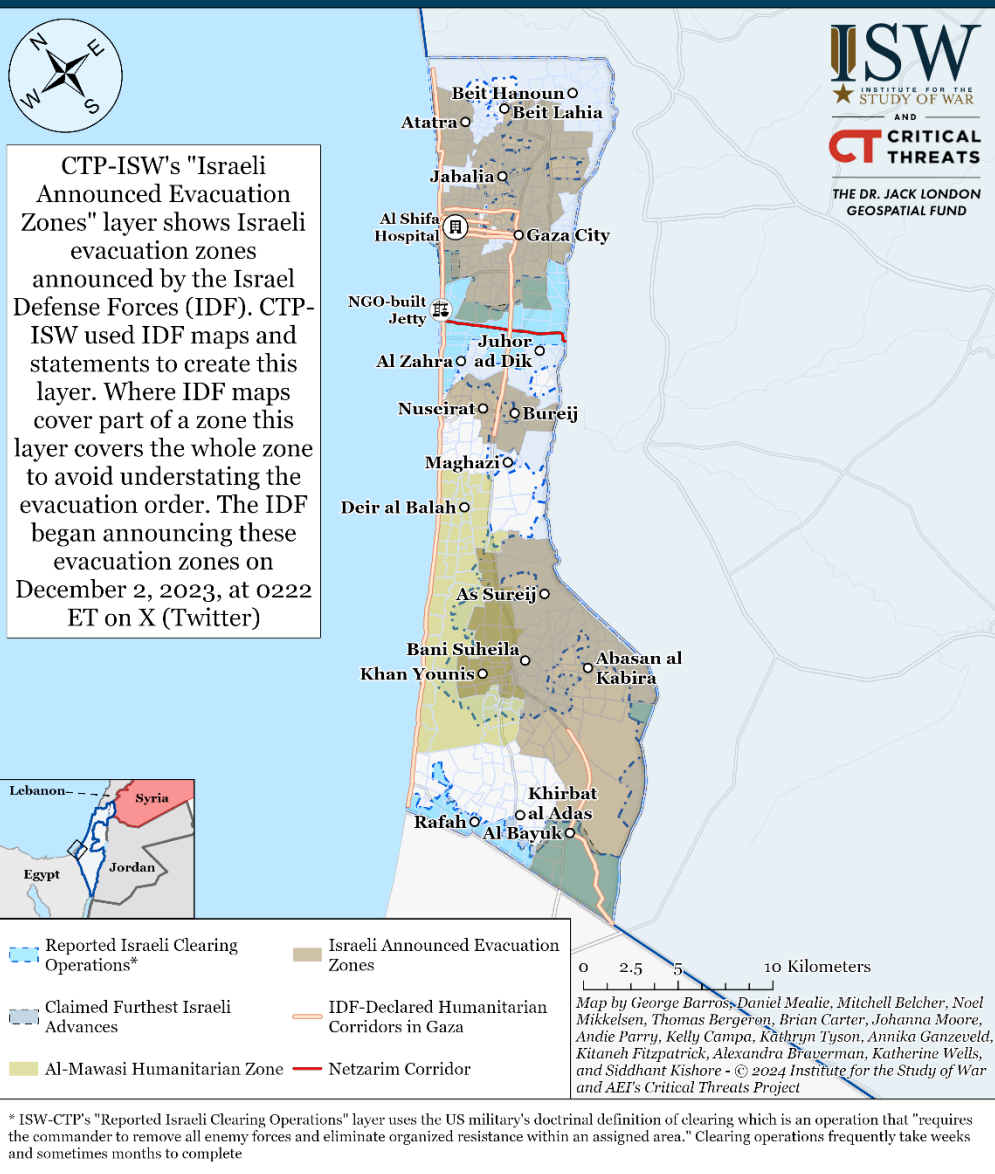 N
E
W
S
ISW
INSTITUTE FOR THE
STUDY OF WAR
AND
CT CRITICAL
THREATS
THE DR. JACK LONDON
GEOSPATIAL FUND
CTP-ISW's "Israeli
Announced Evacuation
Zones" layer shows Israeli
evacuation zones
announced by the Israel
Defense Forces (IDF). CTP-
ISW used IDF maps and
statements to create this
layer. Where IDF maps
cover part of a zone this
layer covers the whole zone
to avoid understating the
evacuation order. The IDF
began announcing these
evacuation zones on
December 2, 2023, at 0222
ET on X (Twitter)
Beit Hanoun
Beit Lahia
Atatra
Jabalia
Al Shifa
Hospital
Gaza City
NGO-built
Jetty
Juhor
ad Dik
Al Zahra
Nuseirat
Bureij
Maghazi
Deir al Balah
As Sureij
Bani Suheila
Abasan al
Kabira
Khan Younis
Khirbat
al Adas
Rafah
Al Bayuk
Lebanon
Syria
Egypt
Jordan
Reported Israeli Clearing
Operations*
Claimed Furthest Israeli
Advances
Al-Mawasi Humanitarian Zone
Israeli Announced Evacuation
Zones
IDF-Declared Humanitarian
Corridors in Gaza
Netzarim Corridor
0 2.5 5 10 Kilometers
Map by George Barros, Daniel Mealie, Mitchell Belcher, Noel
Mikkelsen, Thomas Bergeron, Brian Carter, Johanna Moore,
Andie Parry, Kelly Campa, Kathryn Tyson, Annika Ganzeveld,
Kitaneh Fitzpatrick, Alexandra Braverman, Katherine Wells,
and Siddhant Kishore - © 2024 Institute for the Study of War
and AEI's Critical Threats Project
* ISW-CTP's "Reported Israeli Clearing Operations" layer uses the US military's doctrinal definition of clearing which is an operation that "requires
the commander to remove all enemy forces and eliminate organized resistance within an assigned area." Clearing operations frequently take weeks
and sometimes months to complete